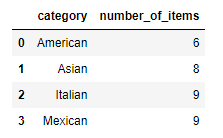 category number_of_items
0 American 6
1 Asian 8
2 Italian 9
3 Mexican 9